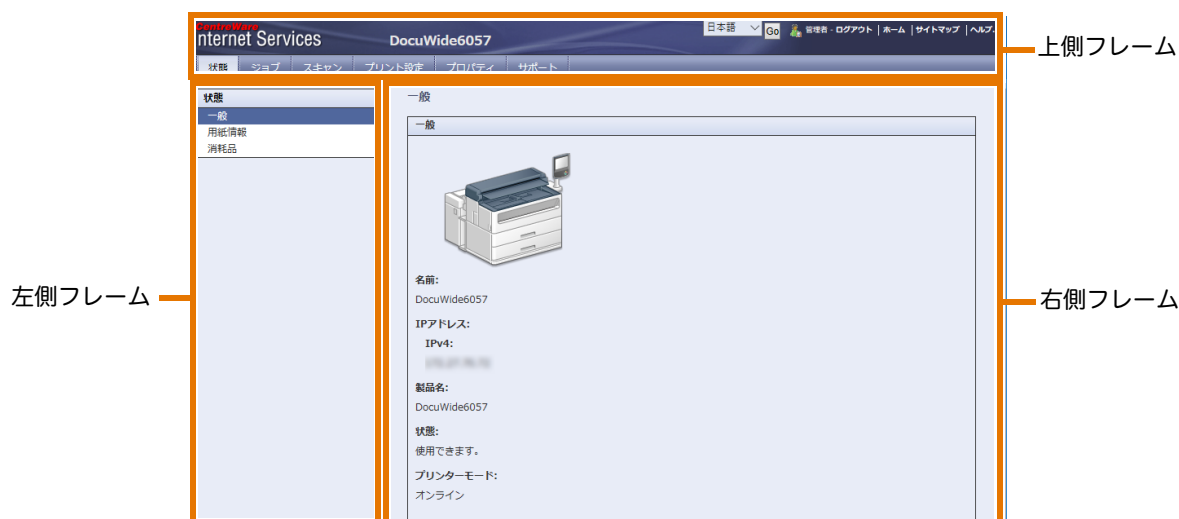 CentreWare
nternet Services
DocuWide6057
日本語 Go 管理者 - ログアウト | ホーム | サイトマップ | ヘルプ
上側フレーム
状態 ジョブ スキャン プリント設定 プロパティ サポート
状態
一般
用紙情報
消耗品
一般
一般
左側フレーム
右側フレーム
名前:
DocuWide6057
IPアドレス:
IPv4:
製品名:
DocuWide6057
状態:
使用できます。
プリンターモード:
オンライン